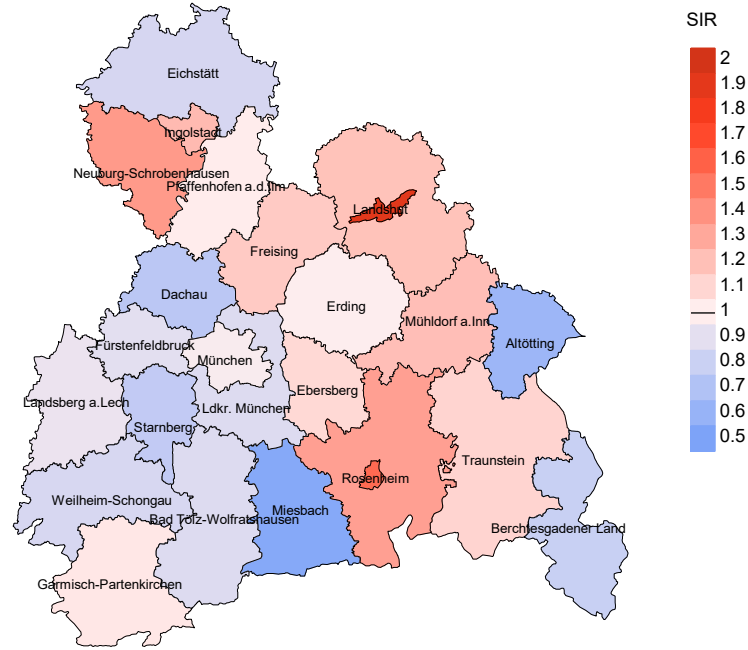 SIR
2
1.9
1.8
1.7
1.6
1.5
1.4
1.3
1.2
1.1
1
0.9
0.8
0.7
0.6
0.5
Eichstätt
Ingolstadt
Neuburg-Schrobenhausen
Pfaffenhofen a.d.Ilm
Landshut
Freising
Dachau
Erding
Mühldorf a.Inn
Altötting
Fürstenfeldbruck
München
Ebersberg
Landsberg a.Lech
Ldkr. München
Starnberg
Traunstein
Rosenheim
Weilheim-Schongau
Miesbach
Bad Tölz-Wolfratshausen
Berchtesgadener Land
Garmisch-Partenkirchen